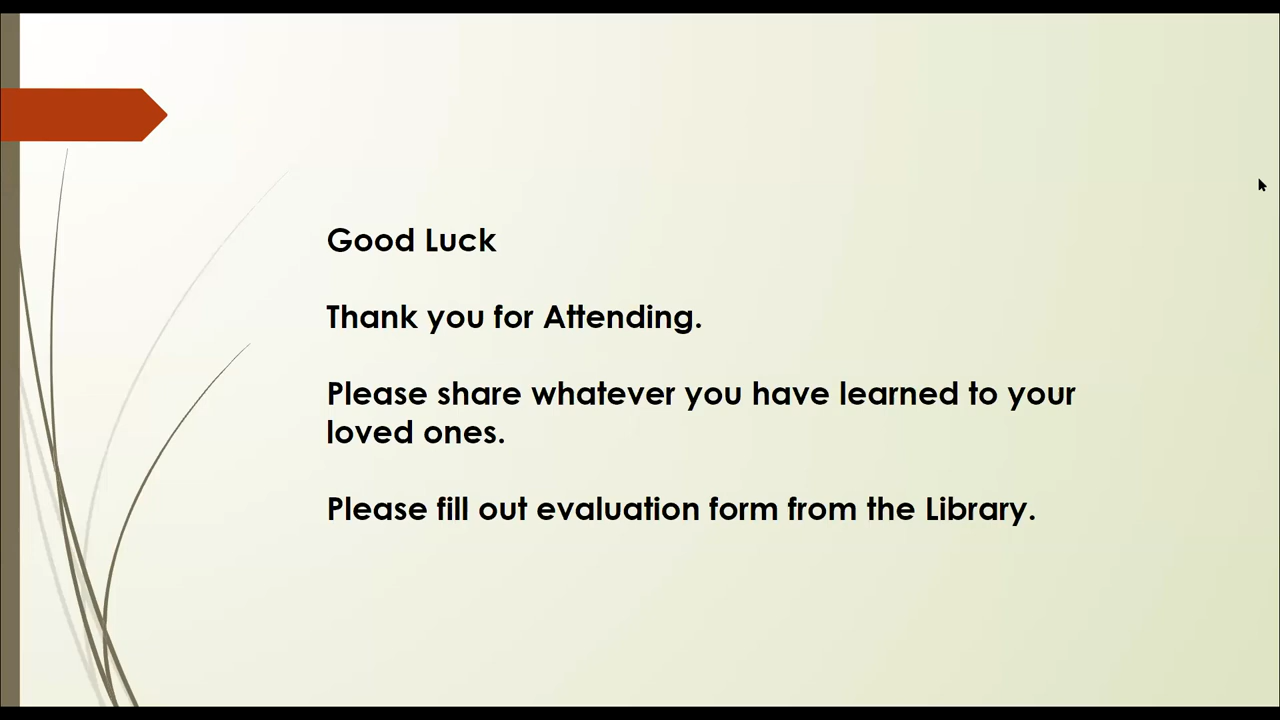 Good Luck
Thank you for Attending.
Please share whatever you have learned to your
loved ones.
Please fill out evaluation form from the Library.